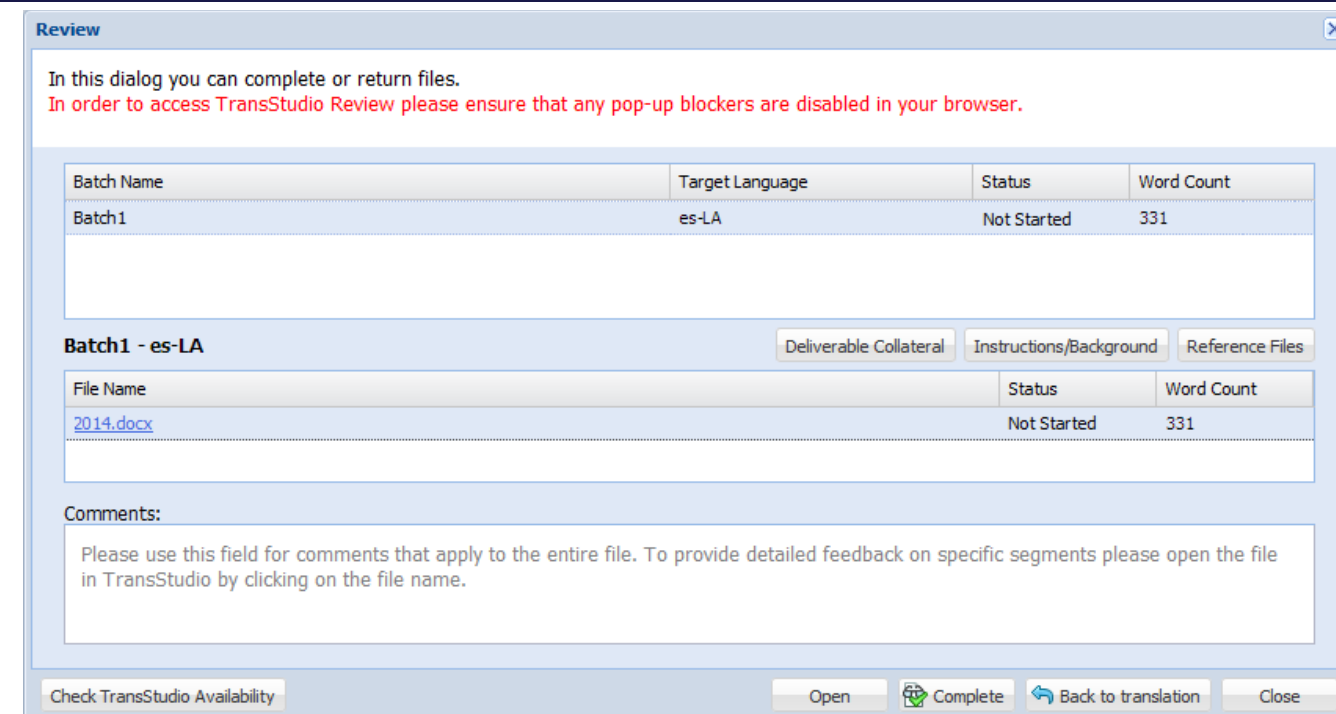 Review
In this dialog you can complete or return files.
In order to access TransStudio Review please ensure that any pop-up blockers are disabled in your browser.
Batch Name Target Language Status Word Count
Batch1 es-LA Not Started 331
Batch1 - es-LA Deliverable Collateral Instructions/Background Reference Files
File Name Status Word Count
2014.docx Not Started 331
Comments:
Please use this field for comments that apply to the entire file. To provide detailed feedback on specific segments please open the file
in TransStudio by clicking on the file name.
Check TransStudio Availability Open Complete Back to translation Close